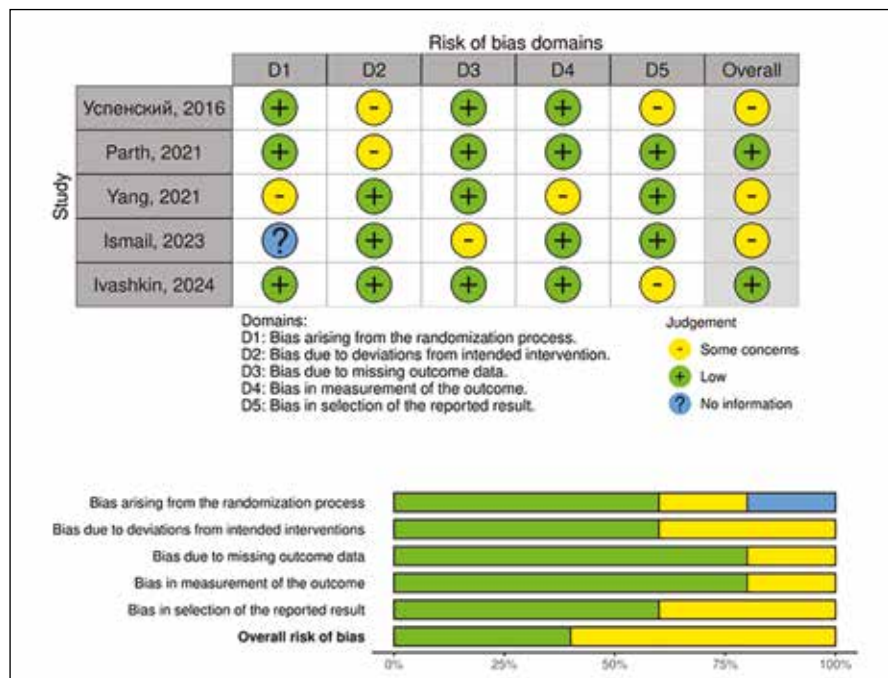 Risk of bias domains
D1 D2 D3 D4 D5 Overall
Study
Успенский, 2016 + - + + - -
Parth, 2021 + - + + + +
Yang, 2021 - + + - + -
Ismail, 2023 ? + - + + -
Ivashkin, 2024 + + + + - +
Domains:
D1: Bias arising from the randomization process.
D2: Bias due to deviations from intended intervention.
D3: Bias due to missing outcome data.
D4: Bias in measurement of the outcome.
D5: Bias in selection of the reported result.
Judgement
- Some concerns
+ Low
? No information
Bias arising from the randomization process
Bias due to deviations from intended interventions
Bias due to missing outcome data
Bias in measurement of the outcome
Bias in selection of the reported result
Overall risk of bias
0% 25% 50% 75% 100%